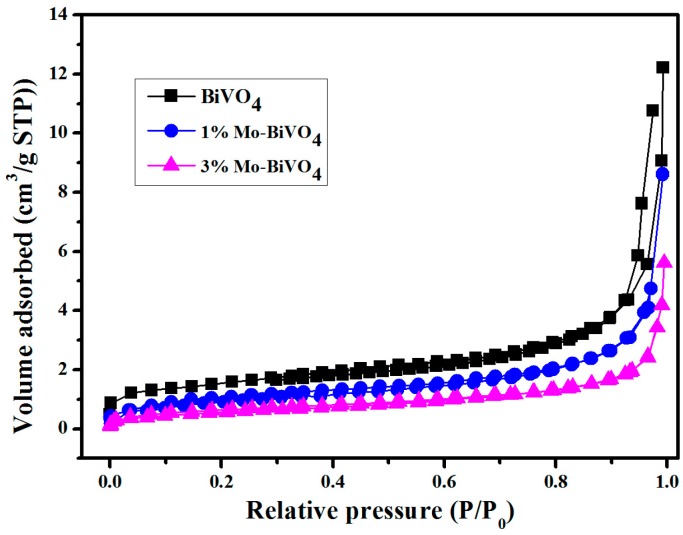 14
12
10
8
6
4
2
0
Volume adsorbed (cm³/g STP))
BiVO₄
1% Mo-BiVO₄
3% Mo-BiVO₄
0.0 0.2 0.4 0.6 0.8 1.0
Relative pressure (P/P₀)